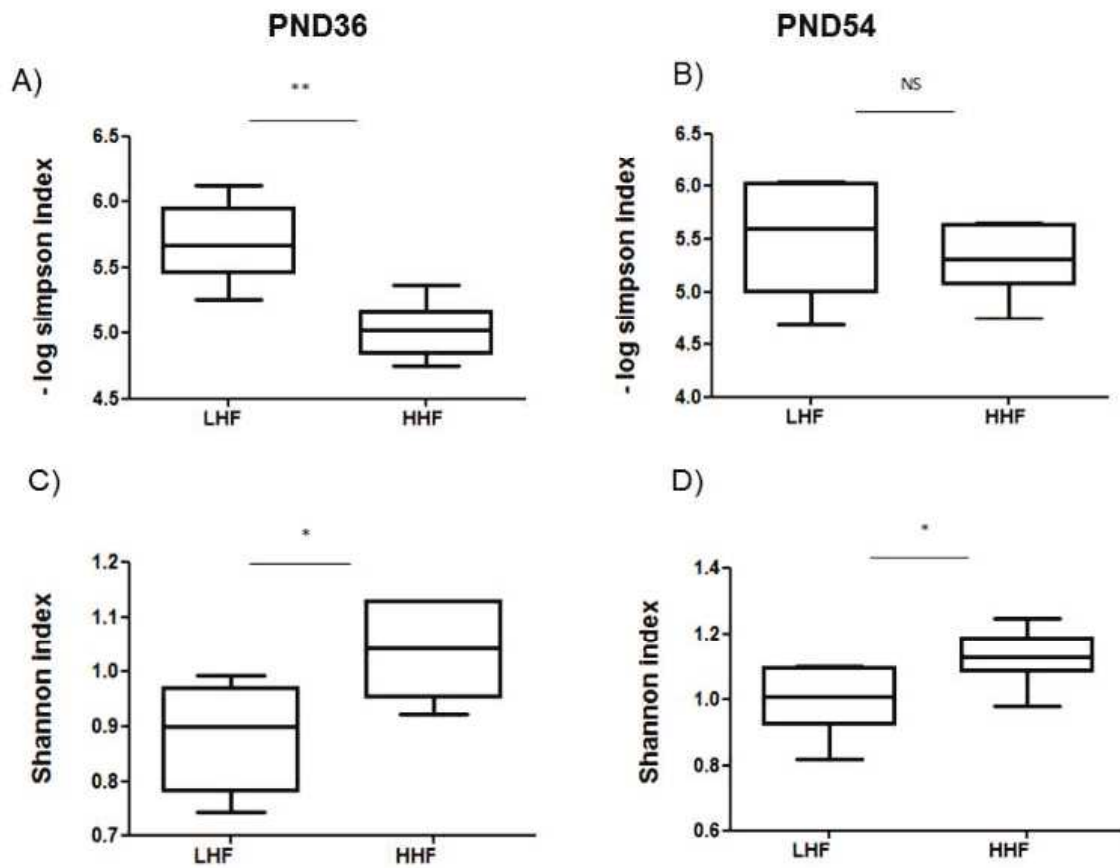 PND36
PND54
A)
**
- log simpson index
6.5
6.0
5.5
5.0
4.5
LHF
HHF
B)
NS
- log simpson index
6.5
6.0
5.5
5.0
4.5
4.0
LHF
HHF
C)
*
Shannon index
1.2
1.1
1.0
0.9
0.8
0.7
LHF
HHF
D)
*
Shannon index
1.4
1.2
1.0
0.8
0.6
LHF
HHF